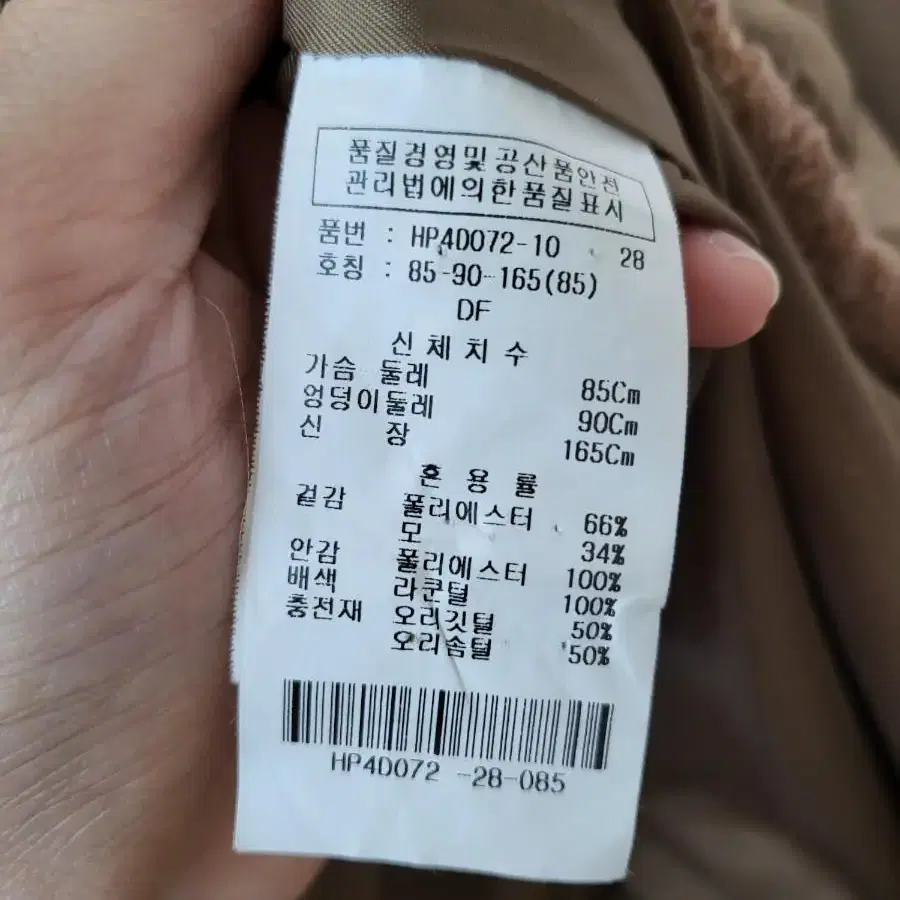 품질경영및 공산품안전
관리법에의한품질표시
품번 : HP4D072-10 28
호칭 : 85-90-165(85)
DF
신 체 치 수
가슴 둘레 85Cm
엉덩이둘레 90Cm
신 장 165Cm
혼 용 률
겉감 폴리에스터 66%
모 34%
안감 폴리에스터 100%
배색 라쿤털 100%
충전재 오리깃털 50%
오리솜털 50%
HP4D072 -28-085